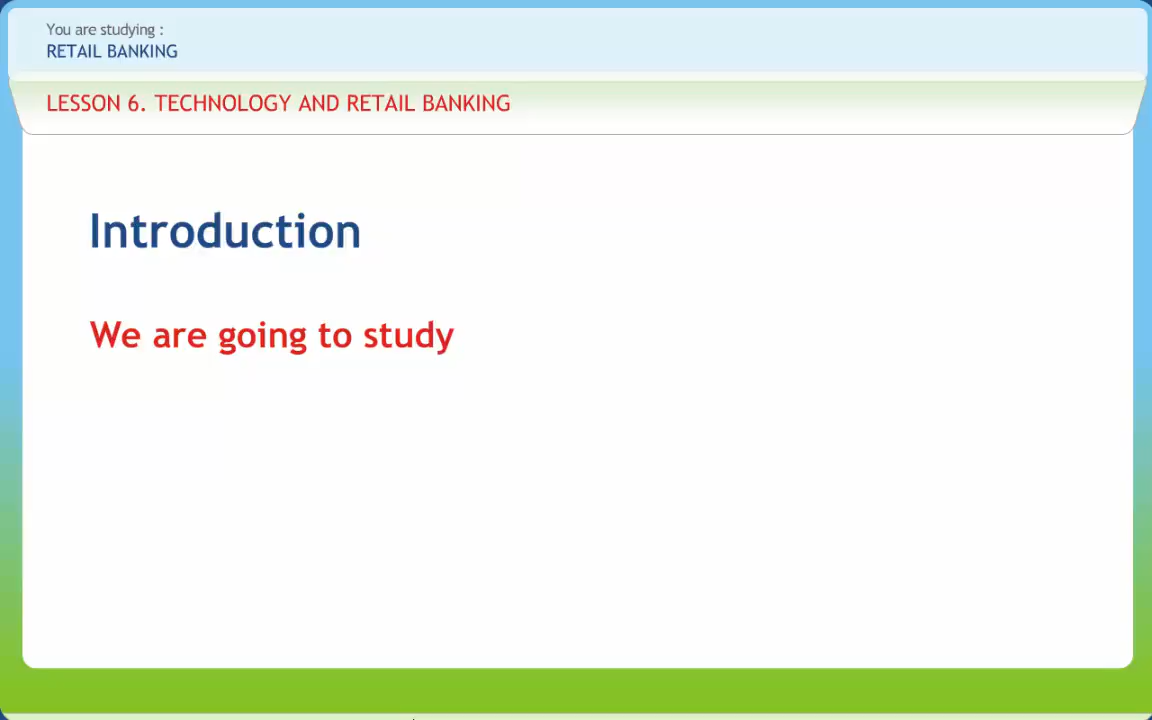 You are studying :
RETAIL BANKING
LESSON 6. TECHNOLOGY AND RETAIL BANKING
Introduction
We are going to study